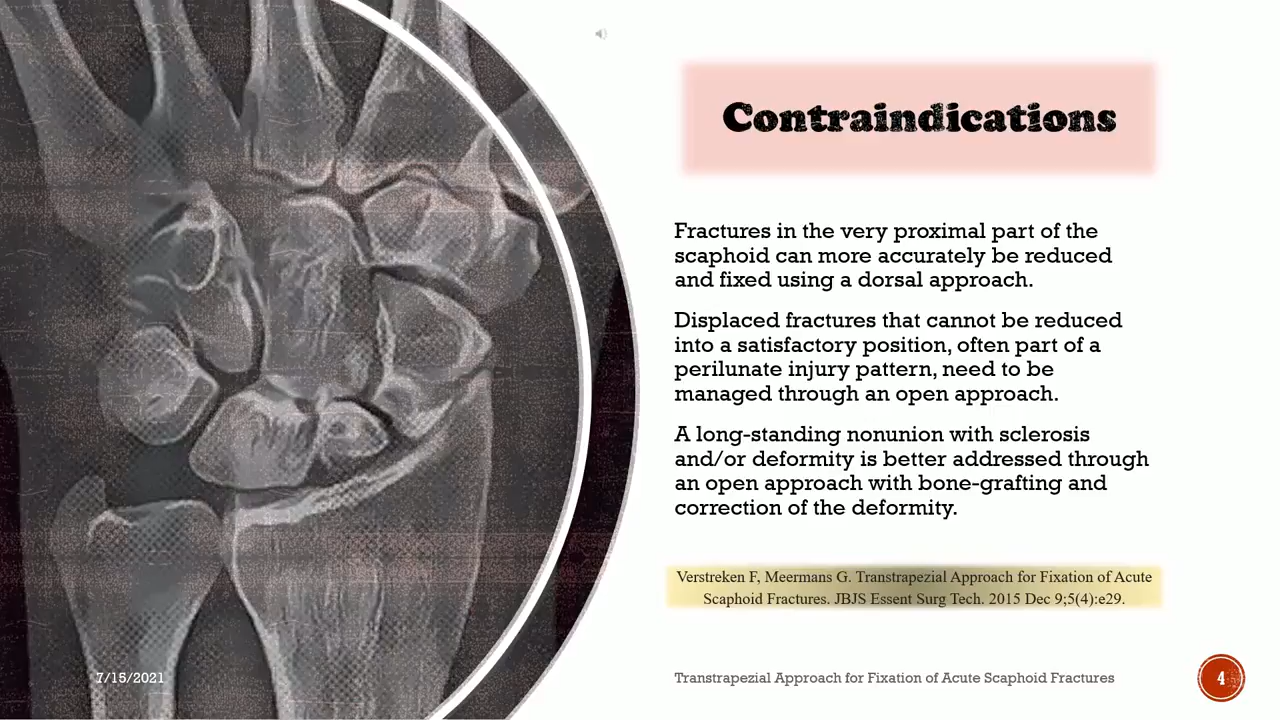 Contraindications
Fractures in the very proximal part of the
scaphoid can more accurately be reduced
and fixed using a dorsal approach.
Displaced fractures that cannot be reduced
into a satisfactory position, often part of a
perilunate injury pattern, need to be
managed through an open approach.
A long-standing nonunion with sclerosis
and/or deformity is better addressed through
an open approach with bone-grafting and
correction of the deformity.
Verstreken F, Meermans G. Transtrapezial Approach for Fixation of Acute
Scaphoid Fractures. JBJS Essent Surg Tech. 2015 Dec 9;5(4):e29.
7/15/2021
Transtrapezial Approach for Fixation of Acute Scaphoid Fractures
4